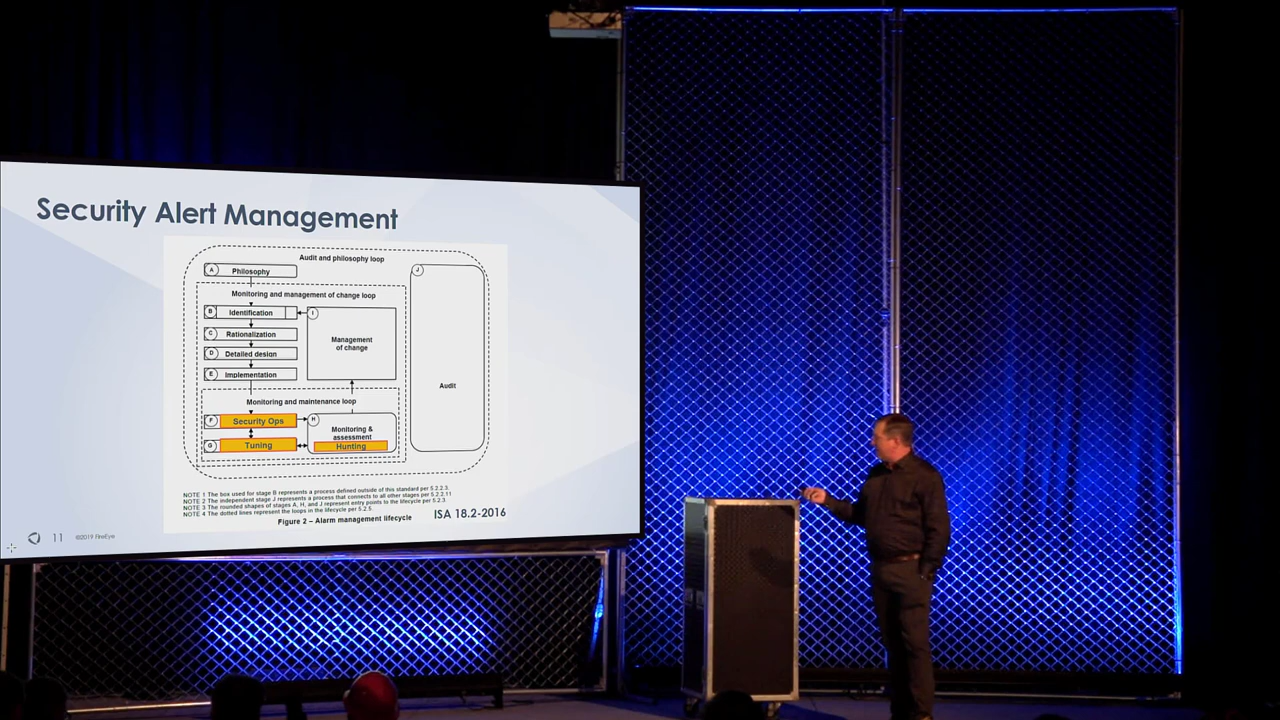 Security Alert Management
Audit and philosophy loop
A Philosophy
J
Monitoring and management of change loop
B Identification
I
C Rationalization
Management
of change
D Detailed design
E Implementation
Audit
Monitoring and maintenance loop
F Security Ops
H
Monitoring &
assessment
G Tuning
Hunting
NOTE 1 The box used for stage B represents a process defined outside of this standard per 5.2.2.3.
NOTE 2 The independent stage J represents a process that connects to all other stages per 5.2.2.11
NOTE 3 The rounded shapes of stages A, H, and J represent entry points to the lifecycle per 5.2.3.
NOTE 4 The dotted lines represent the loops in the lifecycle per 5.2.5.
Figure 2 – Alarm management lifecycle
ISA 18.2-2016
11 ©2019 FireEye